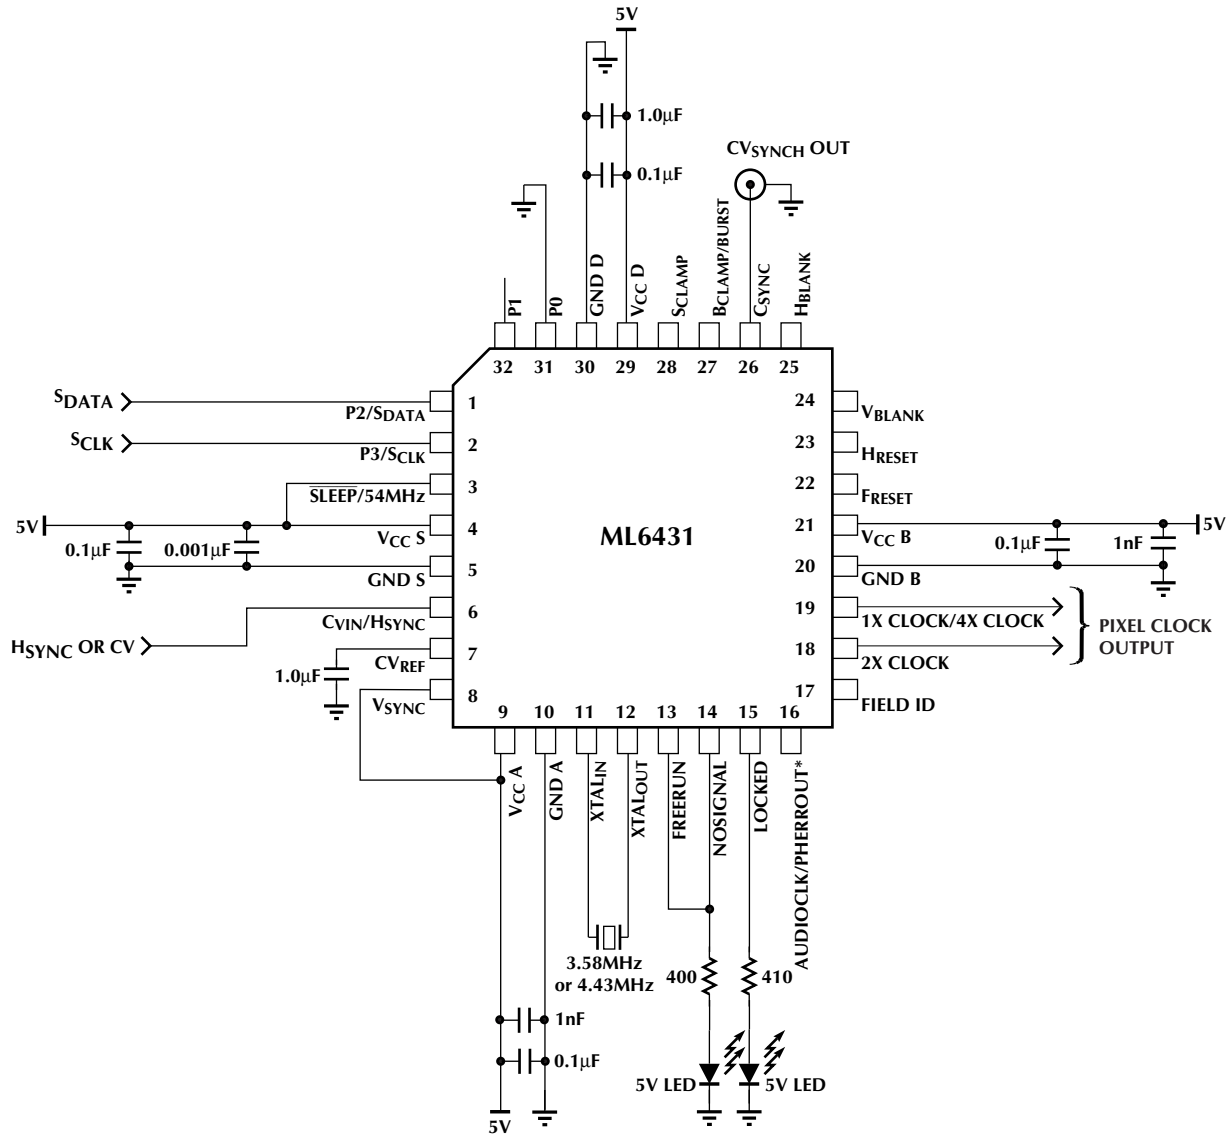 5V
1.0µF
0.1µF
CVSYNCH OUT
P1
P0
GND D
VCC D
SCLAMP
BCLAMP/BURST
CSYNC
HBLANK
32 31 30 29 28 27 26 25
SDATA
P2/SDATA
1
SCLK
P3/SCLK
2
SLEEP/54MHz
3
5V
VCC S
4
0.1µF
0.001µF
GND S
5
CVIN/HSYNC
6
HSYNC OR CV
CVREF
7
1.0µF
VSYNC
8
ML6431
24
VBLANK
23
HRESET
22
FRESET
21
VCC B
5V
0.1µF
1nF
20
GND B
19
1X CLOCK/4X CLOCK
18
2X CLOCK
PIXEL CLOCK
OUTPUT
17
FIELD ID
9 10 11 12 13 14 15 16
VCC A
GND A
XTALIN
XTALOUT
FREERUN
NOSIGNAL
LOCKED
AUDIOCLK/PHERROUT*
3.58MHz
or 4.43MHz
400
410
1nF
0.1µF
5V LED
5V LED
5V